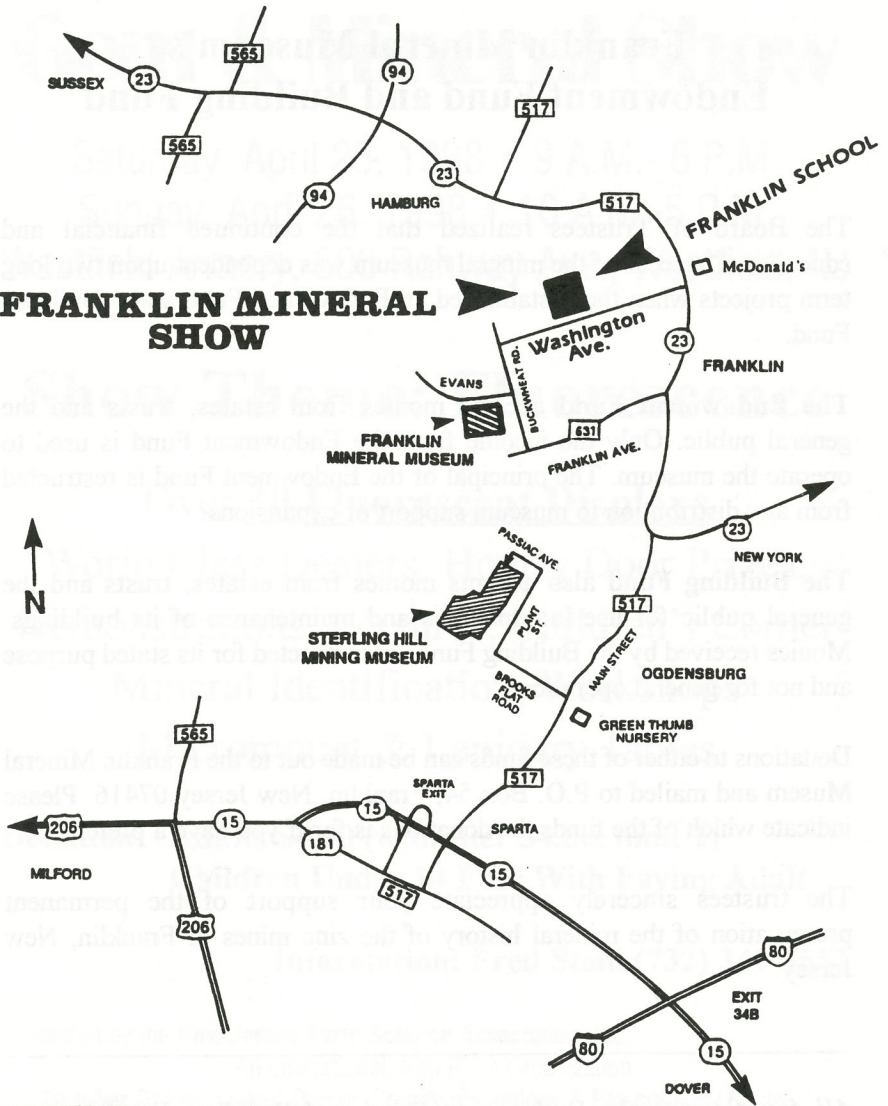 565
94
SUSSEX
23
517
565
23
94
HAMBURG
517
FRANKLIN SCHOOL
McDonald's
FRANKLIN MINERAL
SHOW
Washington
Ave.
23
BUCKWHEAT RD.
FRANKLIN
EVANS
631
FRANKLIN AVE.
FRANKLIN
MINERAL MUSEUM
23
NEW YORK
PASSIAC AVE.
N
517
PLANT
ST.
STERLING HILL
MINING MUSEUM
MAIN STREET
OGDENSBURG
BROOKS
FLAT
ROAD
GREEN THUMB
NURSERY
565
517
SPARTA
EXIT
206
15
15
SPARTA
181
MILFORD
15
517
206
80
EXIT
34B
80
15
DOVER